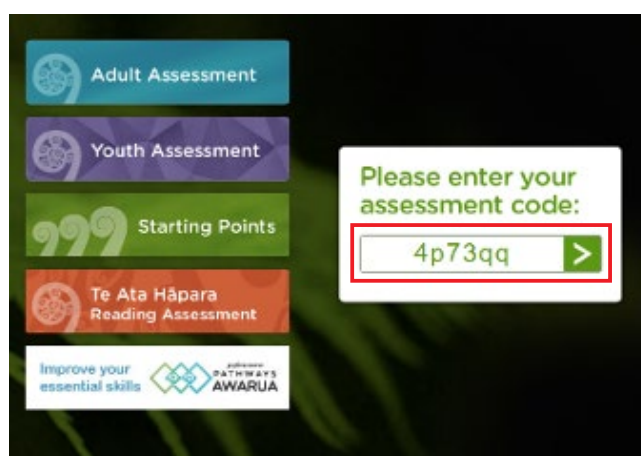 Adult Assessment
Youth Assessment
Starting Points
Te Ata Hāpara
Reading Assessment
Improve your
essential skills
PATHWAYS
AWARUA
Please enter your
assessment code:
4p73qq